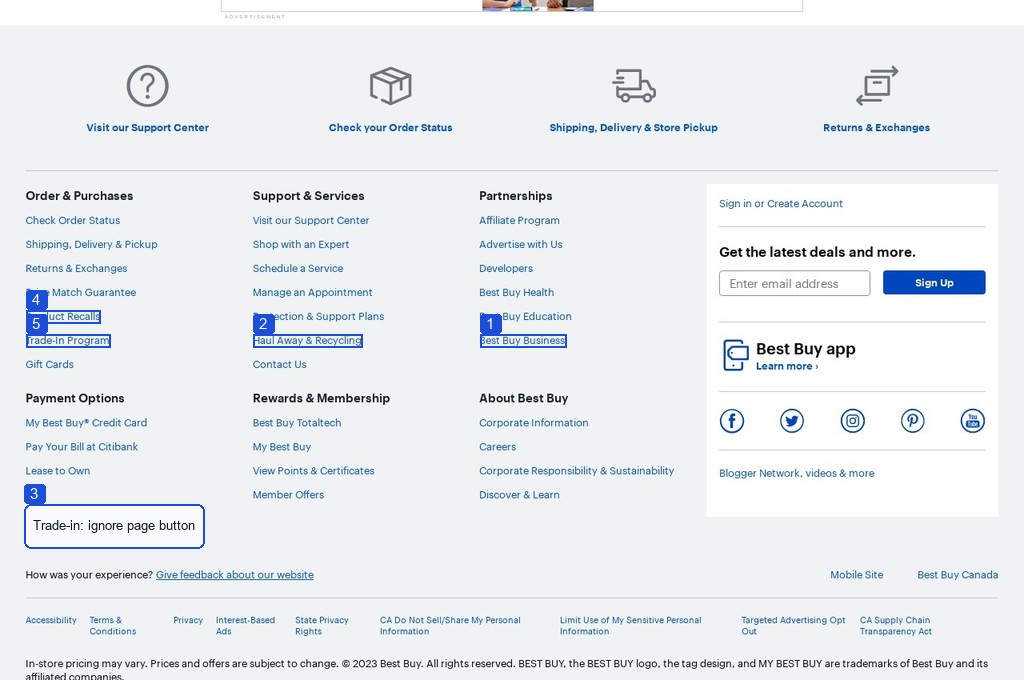 ADVERTISEMENT
Visit our Support Center
Check your Order Status
Shipping, Delivery & Store Pickup
Returns & Exchanges
Order & Purchases
Check Order Status
Shipping, Delivery & Pickup
Returns & Exchanges
Match Guarantee
4
Recalls
5
Trade-In Program
Gift Cards
Support & Services
Visit our Support Center
Shop with an Expert
Schedule a Service
Manage an Appointment
& Support Plans
2
Haul Away & Recycling
Contact Us
Partnerships
Affiliate Program
Advertise with Us
Developers
Best Buy Health
Buy Education
1
Best Buy Business
Payment Options
My Best Buy® Credit Card
Pay Your Bill at Citibank
Lease to Own
3
Trade-in: ignore page button
Rewards & Membership
Best Buy Totaltech
My Best Buy
View Points & Certificates
Member Offers
About Best Buy
Corporate Information
Careers
Corporate Responsibility & Sustainability
Discover & Learn
Sign in or Create Account
Get the latest deals and more.
Enter email address
Sign Up
Best Buy app
Learn more ›
You
Tube
Blogger Network, videos & more
How was your experience? Give feedback about our website
Mobile Site
Best Buy Canada
Accessibility
Terms &
Conditions
Privacy
Interest-Based
Ads
State Privacy
Rights
CA Do Not Sell/Share My Personal
Information
Limit Use of My Sensitive Personal
Information
Targeted Advertising Opt
Out
CA Supply Chain
Transparency Act
In-store pricing may vary. Prices and offers are subject to change. © 2023 Best Buy. All rights reserved. BEST BUY, the BEST BUY logo, the tag design, and MY BEST BUY are trademarks of Best Buy and its
affiliated companies.